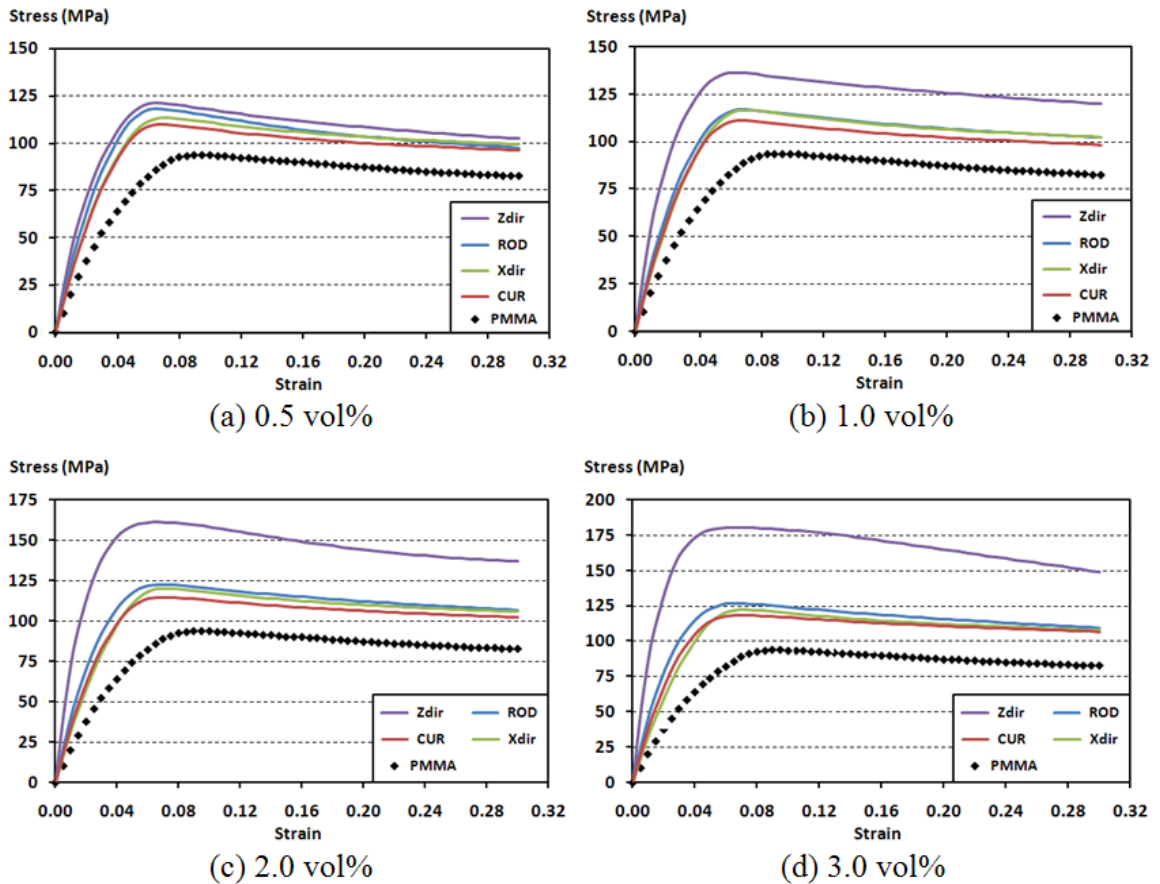 Stress (MPa)
150
125
100
75
50
25
0
Zdir
ROD
Xdir
CUR
PMMA
0.00 0.04 0.08 0.12 0.16 0.20 0.24 0.28 0.32
Strain
(a) 0.5 vol%
Stress (MPa)
150
125
100
75
50
25
0
Zdir
ROD
Xdir
CUR
PMMA
0.00 0.04 0.08 0.12 0.16 0.20 0.24 0.28 0.32
Strain
(b) 1.0 vol%
Stress (MPa)
175
150
125
100
75
50
25
0
Zdir ROD
CUR Xdir
PMMA
0.00 0.04 0.08 0.12 0.16 0.20 0.24 0.28 0.32
Strain
(c) 2.0 vol%
Stress (MPa)
200
175
150
125
100
75
50
25
0
Zdir ROD
CUR Xdir
PMMA
0.00 0.04 0.08 0.12 0.16 0.20 0.24 0.28 0.32
Strain
(d) 3.0 vol%